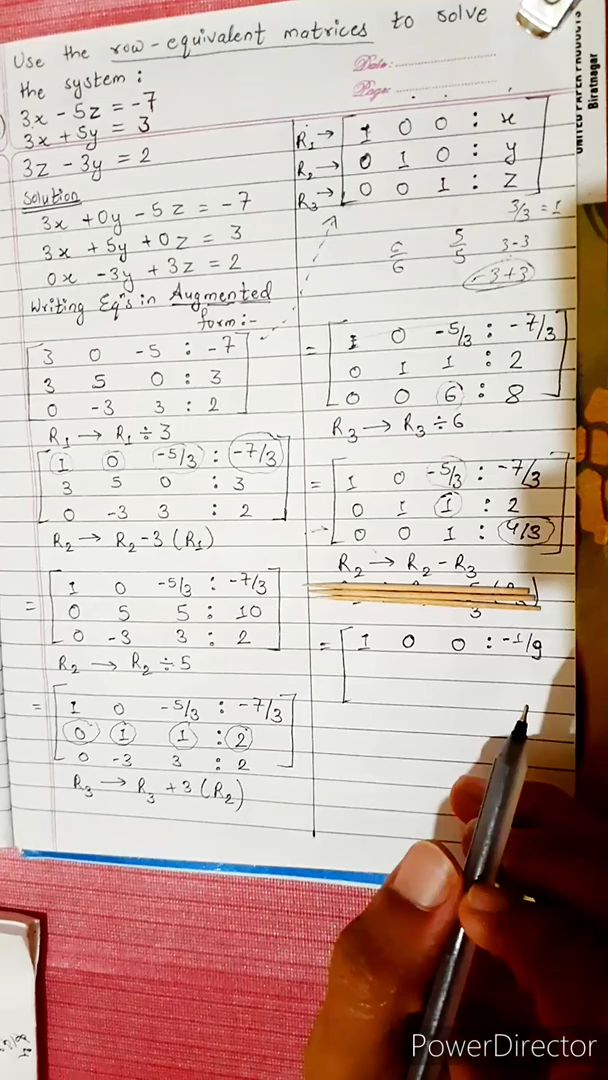 Use the row-equivalent matrices to solve
the system :
3x - 5z = -7
3x + 5y = 3
3z - 3y = 2
Solution
3x + 0y - 5z = -7
3x + 5y + 0z = 3
0x - 3y + 3z = 2
Writing Eqns in Augmented
form:-
3 0 -5 : -7
3 5 0 : 3
0 -3 3 : 2
R1 → R1 ÷ 3
1 0 -5/3 : -7/3
3 5 0 : 3
0 -3 3 : 2
R2 → R2 - 3 (R1)
= 1 0 -5/3 : -7/3
0 5 5 : 10
0 -3 3 : 2
R2 → R2 ÷ 5
= 1 0 -5/3 : -7/3
0 1 1 : 2
0 -3 3 : 2
R3 → R3 + 3 (R2)
Date:
Page:
R1 → 1 0 0 : x
R2 → 0 1 0 : y
R3 → 0 0 1 : z
3/3 = 1
6/6 5/5 3-3
-3+3
= 1 0 -5/3 : -7/3
0 1 1 : 2
0 0 6 : 8
R3 → R3 ÷ 6
= 1 0 -5/3 : -7/3
0 1 1 : 2
→ 0 0 1 : 4/3
R2 → R2 - R3
= 1 0 0 : -1/9
UNITED PAPER PRODUCTS
Biratnagar
PowerDirector